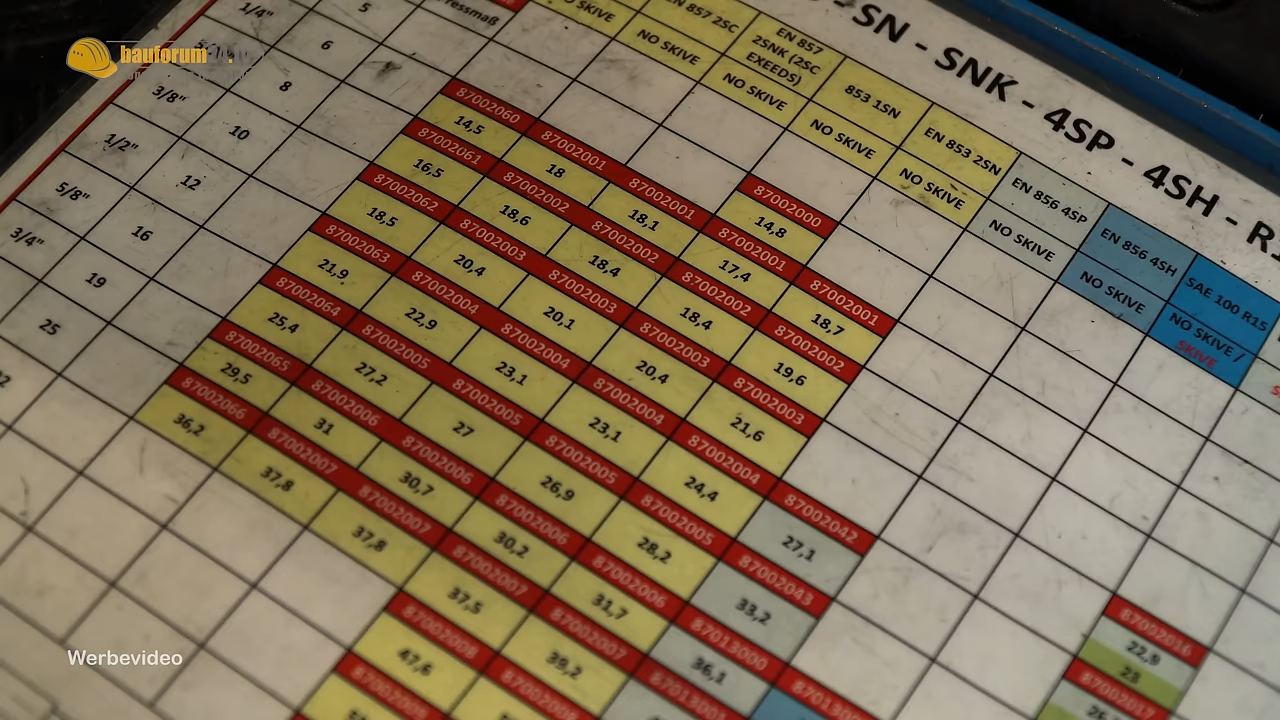 - SN - SNK - 4SP - 4SH - R
bauforum
Werbevideo
EN 857 2SC
NO SKIVE
EN 857
2SNK (2SC
EXEEDS)
NO SKIVE
853 1SN
NO SKIVE
EN 853 2SN
NO SKIVE
EN 856 4SP
NO SKIVE
EN 856 4SH
NO SKIVE
SAE 100 R15
NO SKIVE /
SKIVE
1/4" 5
6
3/8" 8
1/2" 10
5/8" 12
3/4" 16
19
25
87002060 87002001 87002001 87002001 87002001
14,5 18 18,1 17,4 18,7
87002000
14,8
87002061 87002002 87002002 87002002 87002002
16,5 18,6 18,4 18,4 19,6
87002062 87002003 87002003 87002003 87002003
18,5 20,4 20,1 20,4 21,6
87002063 87002004 87002004 87002004 87002004
21,9 22,9 23,1 23,1 24,4
87002042
27,1
87002064 87002005 87002005 87002005 87002005
25,4 27,2 27 26,9 28,2
87002043
33,2
87002065 87002006 87002006 87002006 87002006
29,5 31 30,7 30,2 31,7
87013000
36,1
87002066 87002007 87002007 87002007 87002007
36,2 37,8 37,8 37,5 39,2
87013001
87002008 87002008
47,6
87002016
22,9
23